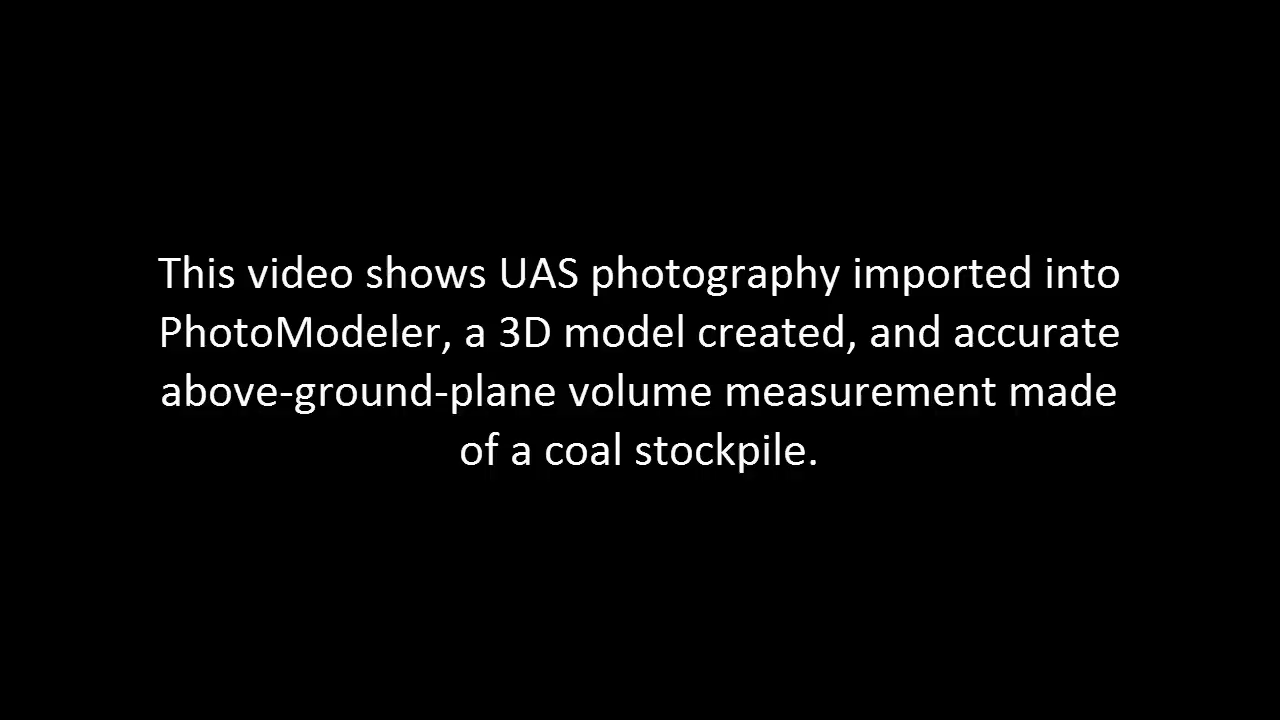 This video shows UAS photography imported into
PhotoModeler, a 3D model created, and accurate
above-ground-plane volume measurement made
of a coal stockpile.